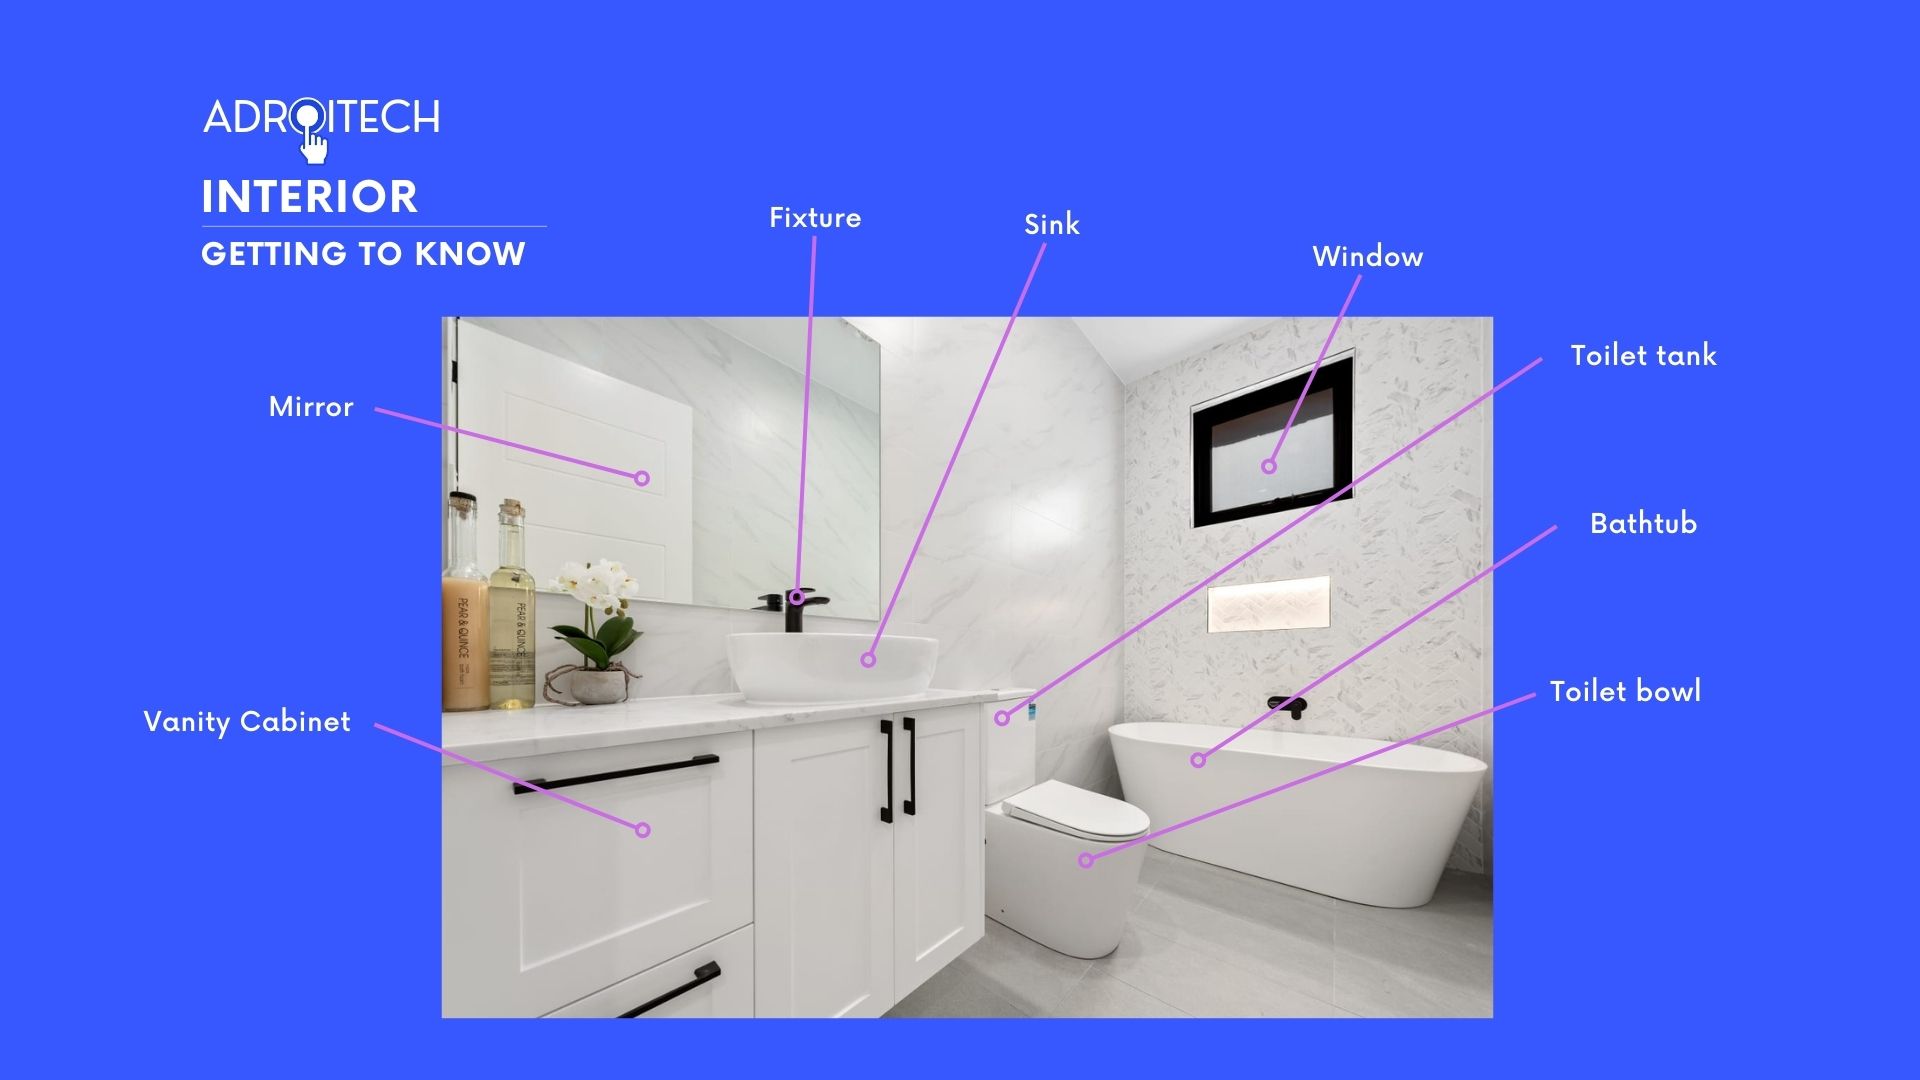 ADROITECH
INTERIOR
GETTING TO KNOW
Fixture
Sink
Window
Toilet tank
Mirror
Bathtub
Toilet bowl
Vanity Cabinet
PEAR & QUINCE
PEAR & QUINCE